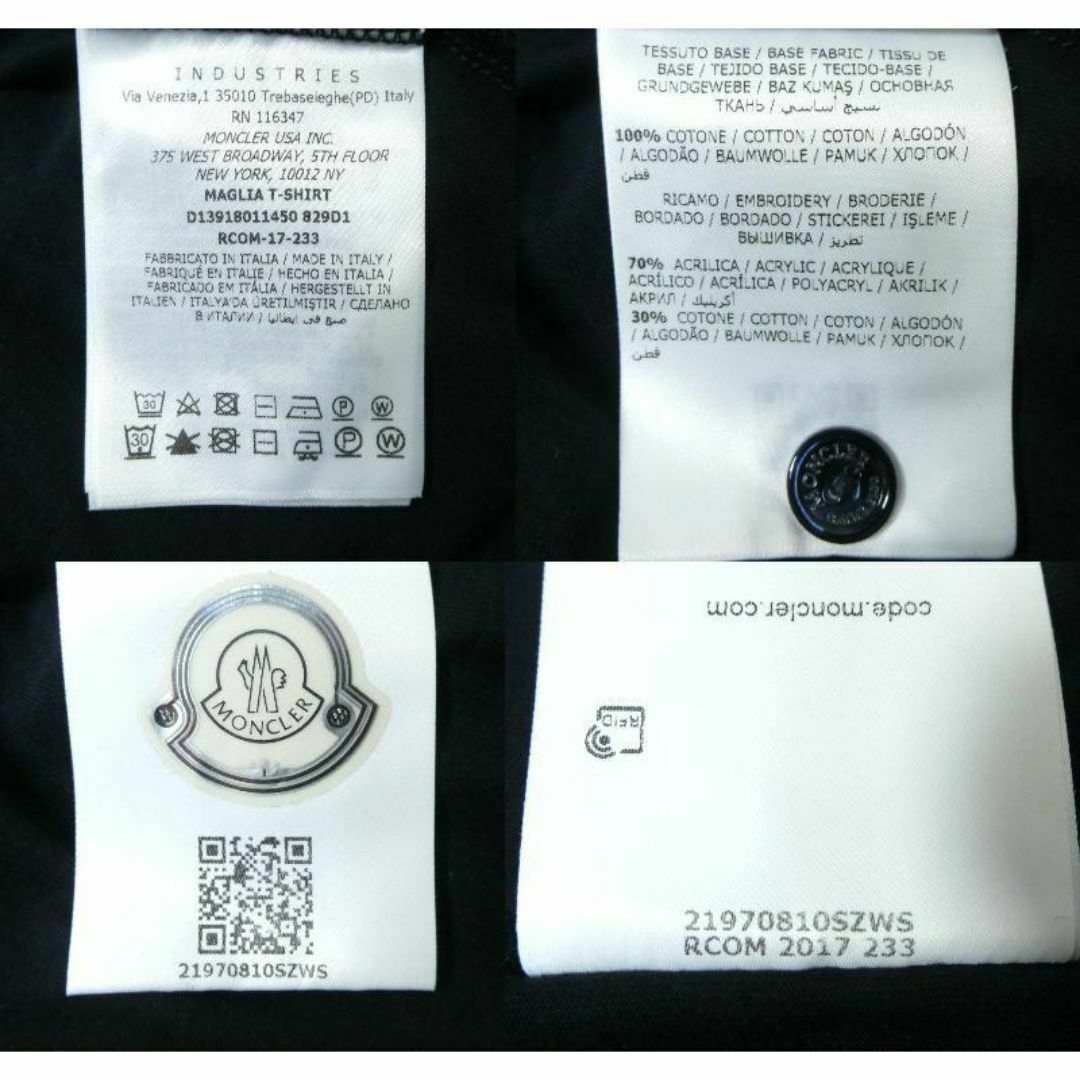 INDUSTRIES
Via Venezia,1 35010 Trebaseleghe(PD) Italy
RN 116347
MONCLER USA INC.
375 WEST BROADWAY, 5TH FLOOR
NEW YORK, 10012 NY
MAGLIA T-SHIRT
D13918011450 829D1
RCOM-17-233
FABBRICATO IN ITALIA / MADE IN ITALY /
FABRIQUÉ EN ITALIE / HECHO EN ITALIA /
FABRICADO EM ITÁLIA / HERGESTELLT IN
ITALIEN / ITALYA'DA ÜRETILMIŞTIR / СДЕЛАНО
В ИТАЛИИ / صنع في ايطاليا
30 P W
30 P W
TESSUTO BASE / BASE FABRIC / TISSU DE
BASE / TEJIDO BASE / TECIDO-BASE /
GRUNDGEWEBE / BAZ KUMAŞ / ОСНОВНАЯ
ТКАНЬ / نسيج أساسي
100% COTONE / COTTON / COTON / ALGODÓN
/ ALGODÃO / BAUMWOLLE / PAMUK / ХЛОПОК /
قطن
RICAMO / EMBROIDERY / BRODERIE /
BORDADO / BORDADO / STICKEREI / IŞLEME /
ВЫШИВКА / تطريز
70% ACRILICA / ACRYLIC / ACRYLIQUE /
ACRÍLICO / ACRÍLICA / POLYACRYL / AKRILIK /
АКРИЛ / أكريليك
30% COTONE / COTTON / COTON / ALGODÓN
/ ALGODÃO / BAUMWOLLE / PAMUK / ХЛОПОК /
قطن
MONCLER
MONCLER
21970810SZWS
code.moncler.com
RFID
21970810SZWS
RCOM 2017 233